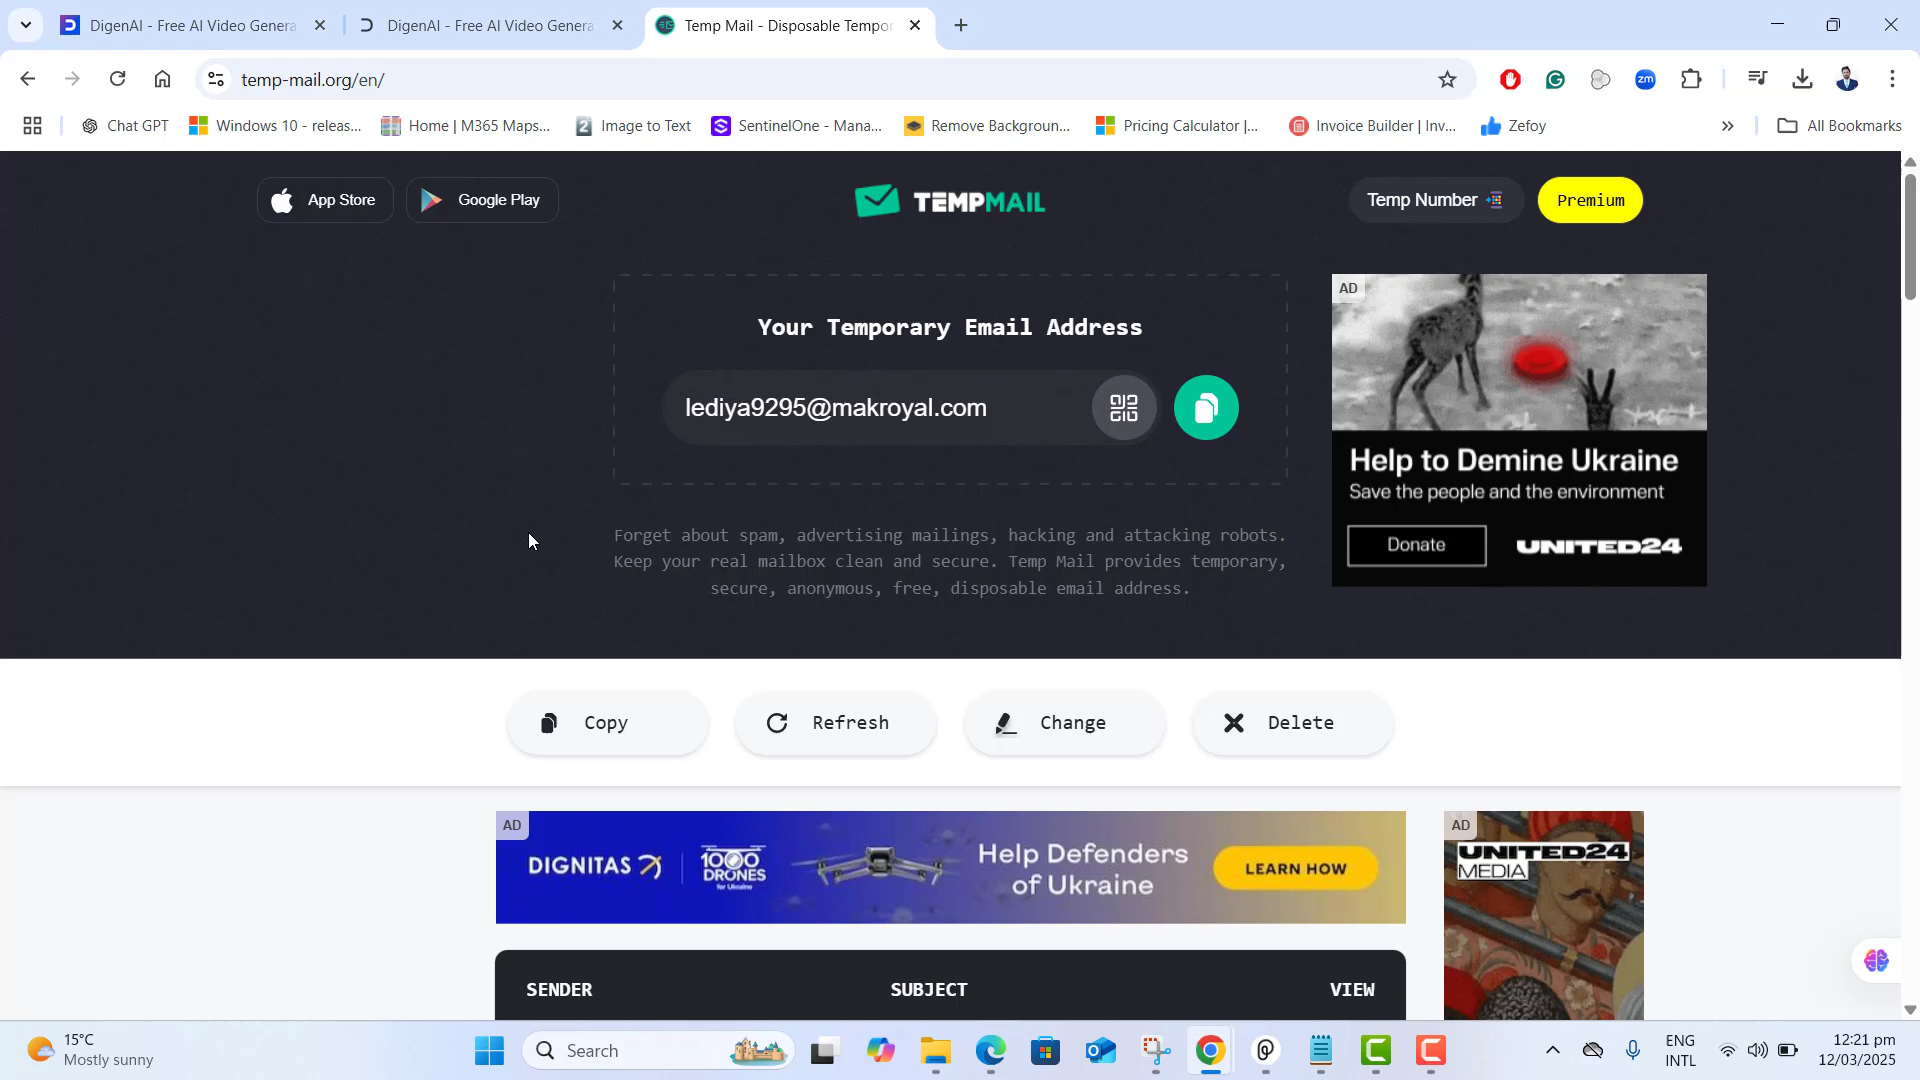 DigenAI - Free AI Video Genera
DigenAI - Free AI Video Genera
Temp Mail - Disposable Tempor
temp-mail.org/en/
Chat GPT
Windows 10 - releas...
Home | M365 Maps...
Image to Text
SentinelOne - Mana...
Remove Backgroun...
Pricing Calculator |...
Invoice Builder | Inv...
Zefoy
All Bookmarks
App Store
Google Play
TEMPMAIL
Temp Number
Premium
AD
Your Temporary Email Address
lediya9295@makroyal.com
Help to Demine Ukraine
Save the people and the environment
Donate
UNITED24
Forget about spam, advertising mailings, hacking and attacking robots.
Keep your real mailbox clean and secure. Temp Mail provides temporary,
secure, anonymous, free, disposable email address.
Copy
Refresh
Change
Delete
AD
DIGNITAS
1000
DRONES
for Ukraine
Help Defenders
of Ukraine
LEARN HOW
AD
UNITED24
MEDIA
SENDER
SUBJECT
VIEW
15°C
Mostly sunny
Search
ENG
INTL
12:21 pm
12/03/2025